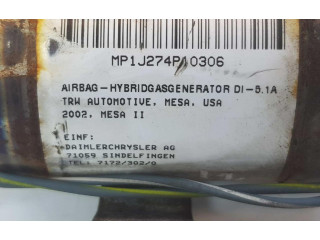 MP1J274PA0306
AIRBAG-HYBRIDGASGENERATOR DI-5.1A
TRW AUTOMOTIVE, MESA, USA
2002, MESA II
EINF:
DAIMLERCHRYSLER AG
71059 SINDELFINGEN
TEL: 7172/302/0